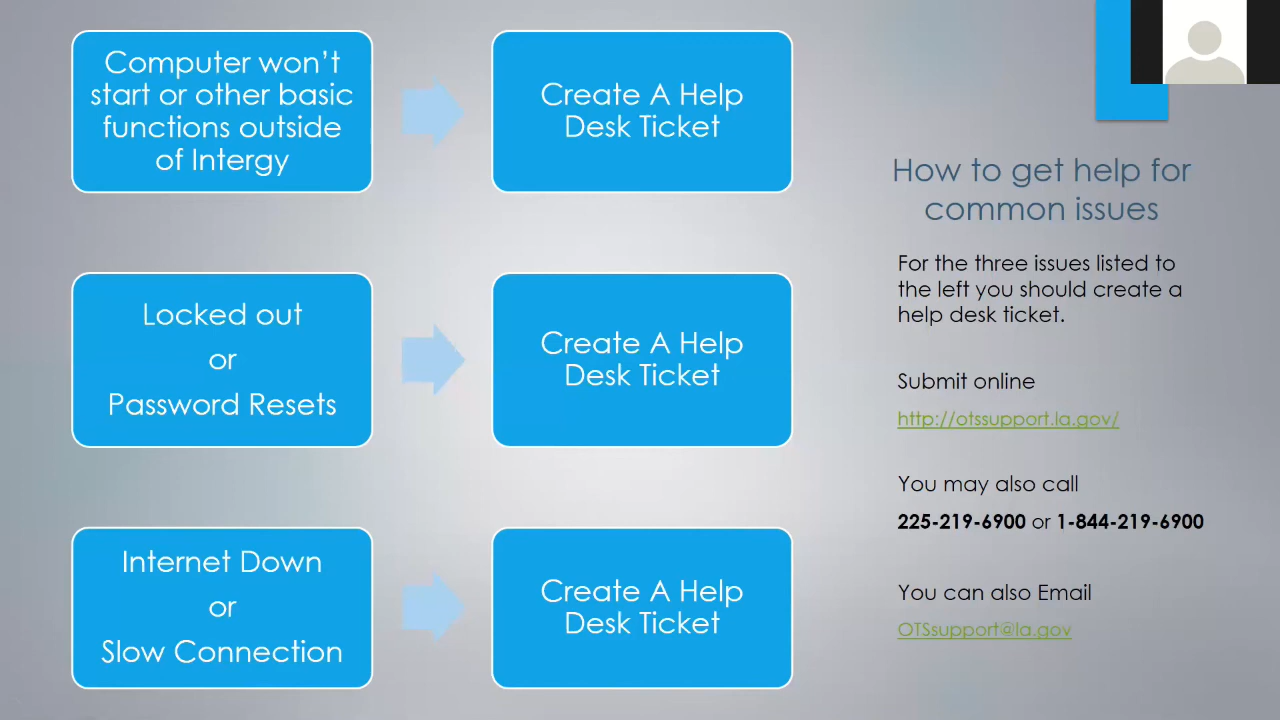 Computer won’t
start or other basic
functions outside
of Intergy
Create A Help
Desk Ticket
Locked out
or
Password Resets
Create A Help
Desk Ticket
Internet Down
or
Slow Connection
Create A Help
Desk Ticket
How to get help for
common issues
For the three issues listed to
the left you should create a
help desk ticket.
Submit online
http://otssupport.la.gov/
You may also call
225-219-6900 or 1-844-219-6900
You can also Email
OTSsupport@la.gov